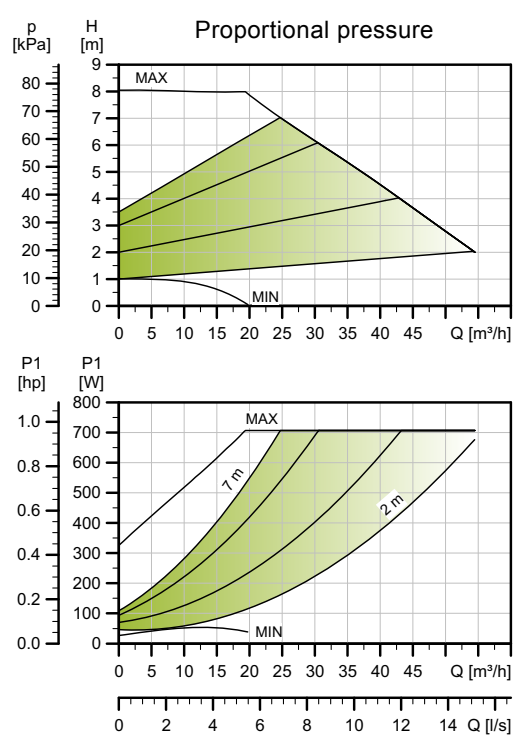 Proportional pressure
p H
[kPa] [m]
9
MAX
80 8
70 7
60 6
50 5
40 4
30 3
20 2
10 1
MIN
0 0
0 5 10 15 20 25 30 35 40 45 Q [m³/h]
P1 P1
[hp] [W]
800
1.0 700
MAX
0.8 600
7 m
0.6 500
2 m
400
0.4 300
0.2 200
100
MIN
0.0 0
0 5 10 15 20 25 30 35 40 45 Q [m³/h]
0 2 4 6 8 10 12 14 Q [l/s]